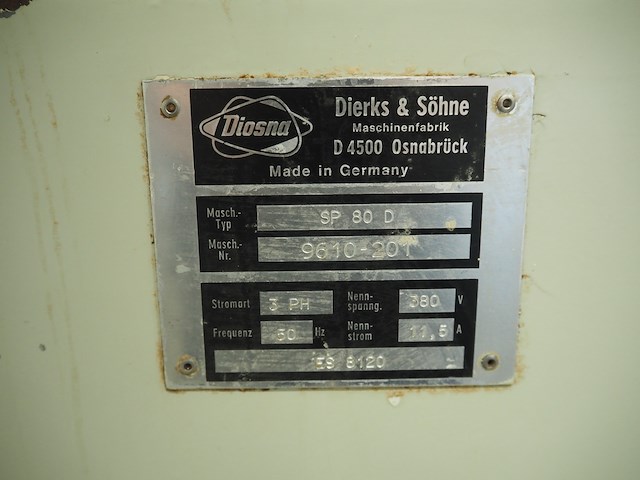 Diosna
Dierks & Söhne
Maschinenfabrik
D 4500 Osnabrück
Made in Germany
Masch.-Typ SP 80 D
Masch.-Nr. 9610-201
Stromart 3 PH Nenn-spanng. 380 V
Frequenz 50 Hz Nenn-strom 11,5 A
ES 8120